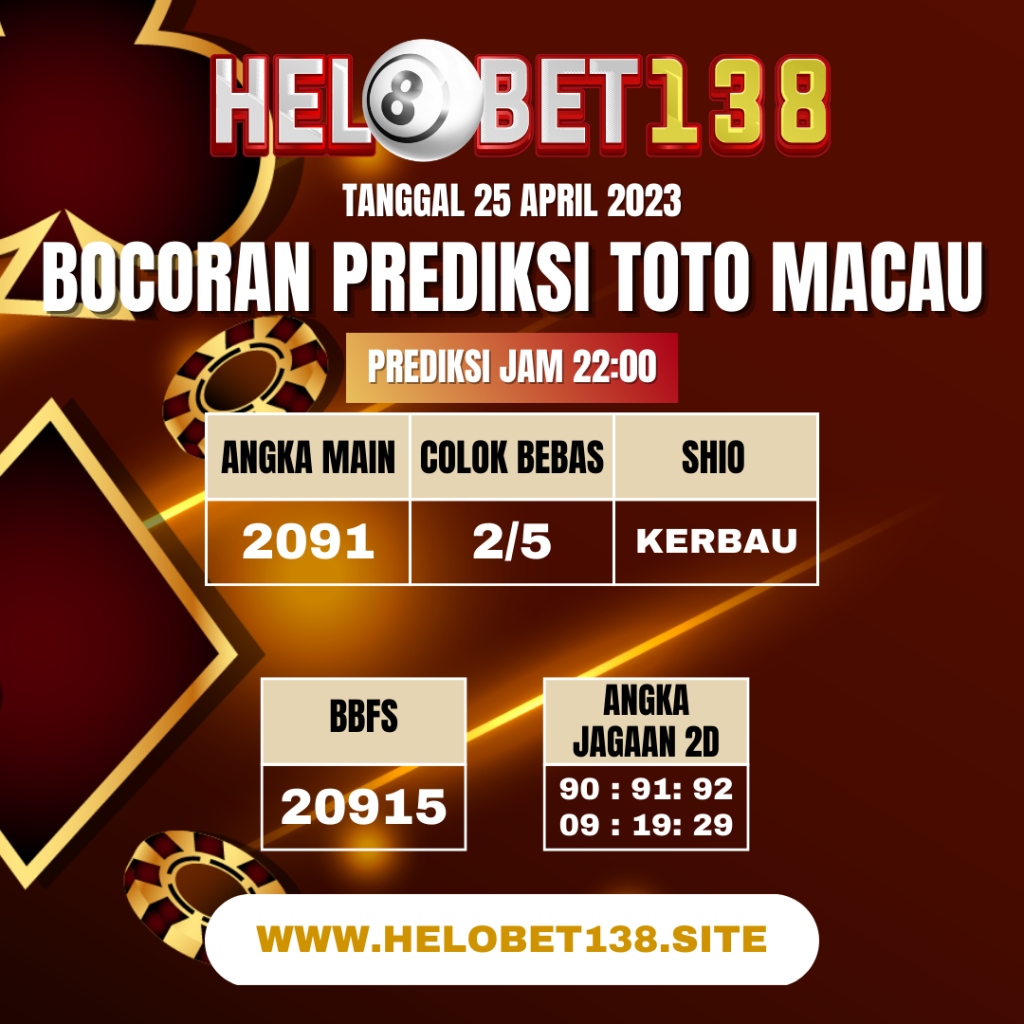 HELOBET138
TANGGAL 25 APRIL 2023
BOCORAN PREDIKSI TOTO MACAU
PREDIKSI JAM 22:00
ANGKA MAIN COLOK BEBAS SHIO
2091 2/5 KERBAU
BBFS
20915
ANGKA
JAGAAN 2D
90 : 91: 92
09 : 19: 29
WWW.HELOBET138.SITE